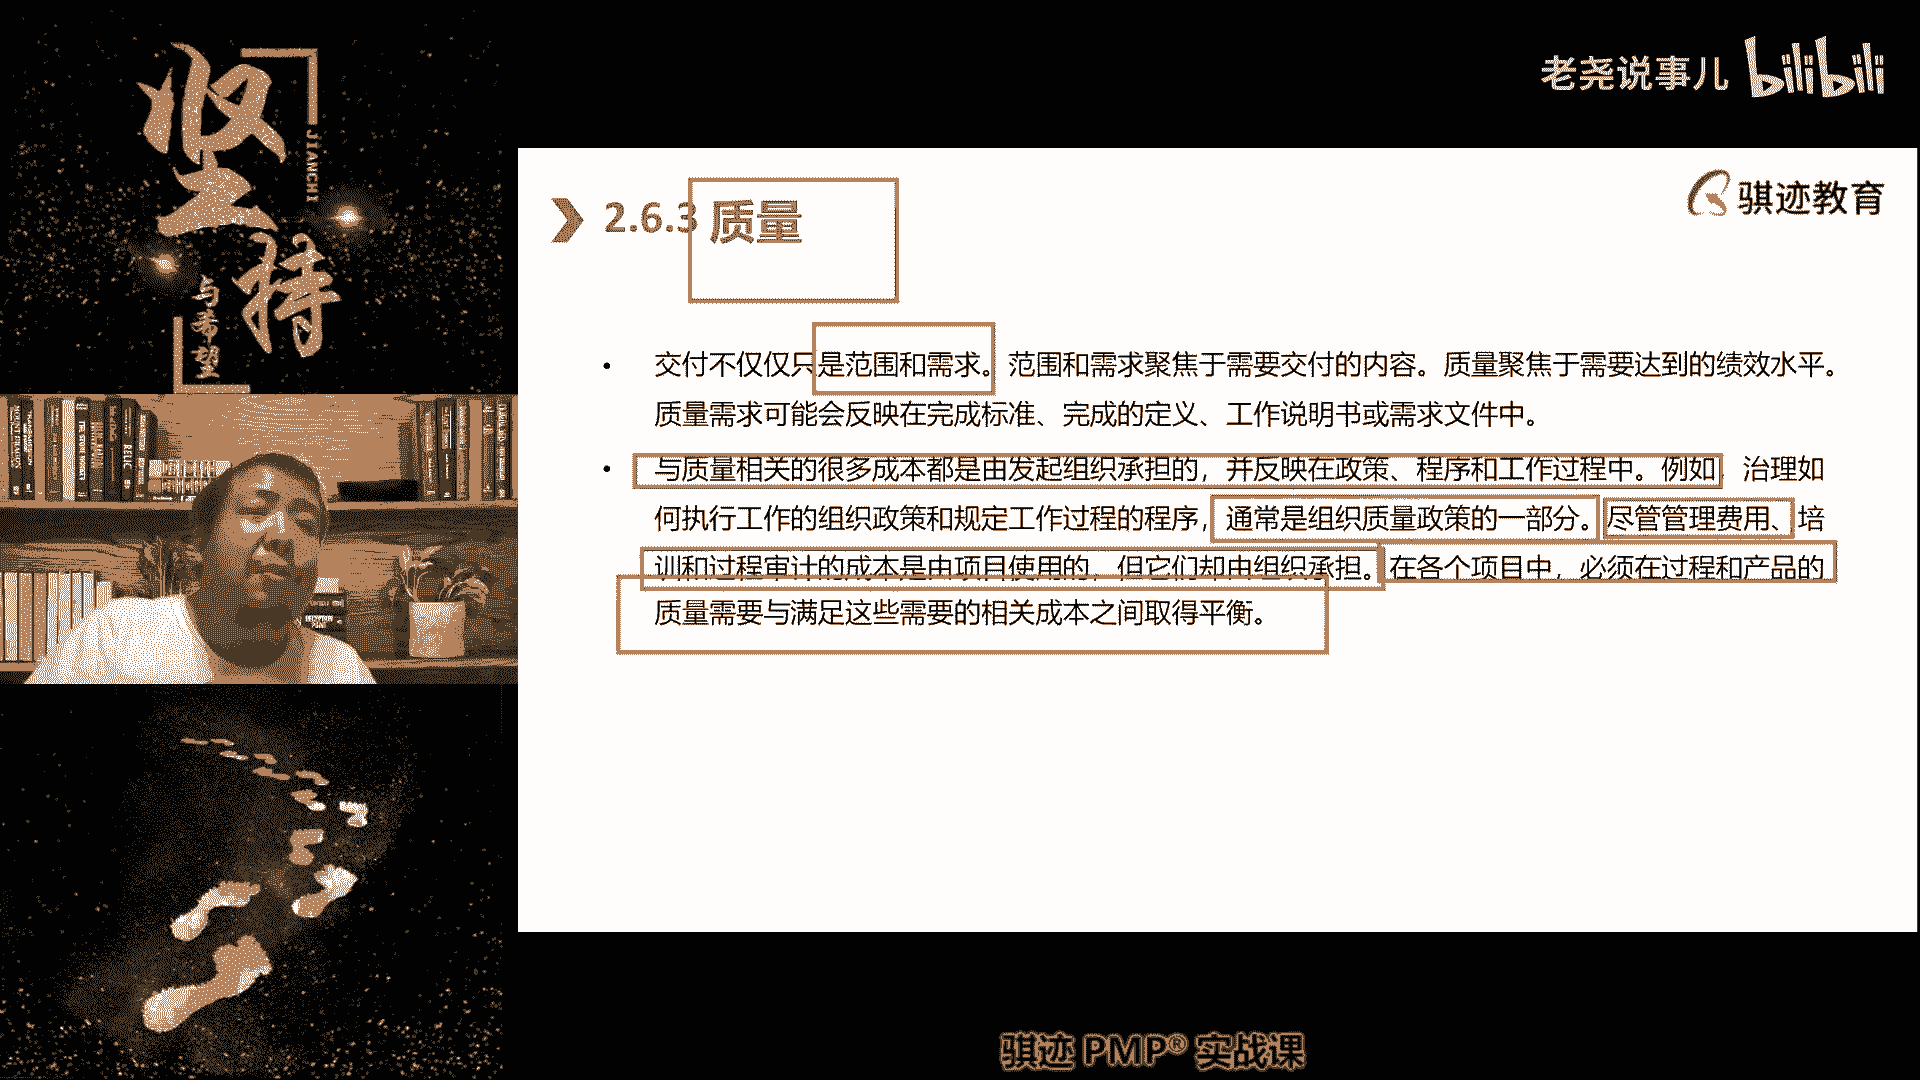 坚持
JIANCHI
与希望
老尧说事儿 bilibili
骐迹教育
2.6.3 质量
• 交付不仅仅只是范围和需求。范围和需求聚焦于需要交付的内容。质量聚焦于需要达到的绩效水平。
质量需求可能会反映在完成标准、完成的定义、工作说明书或需求文件中。
• 与质量相关的很多成本都是由发起组织承担的，并反映在政策、程序和工作过程中。例如 治理如
何执行工作的组织政策和规定工作过程的程序，通常是组织质量政策的一部分。尽管管理费用、培
训和过程审计的成本是由项目使用的，但它们却由组织承担。在各个项目中，必须在过程和产品的
质量需要与满足这些需要的相关成本之间取得平衡。
RELIC
骐迹 PMP® 实战课